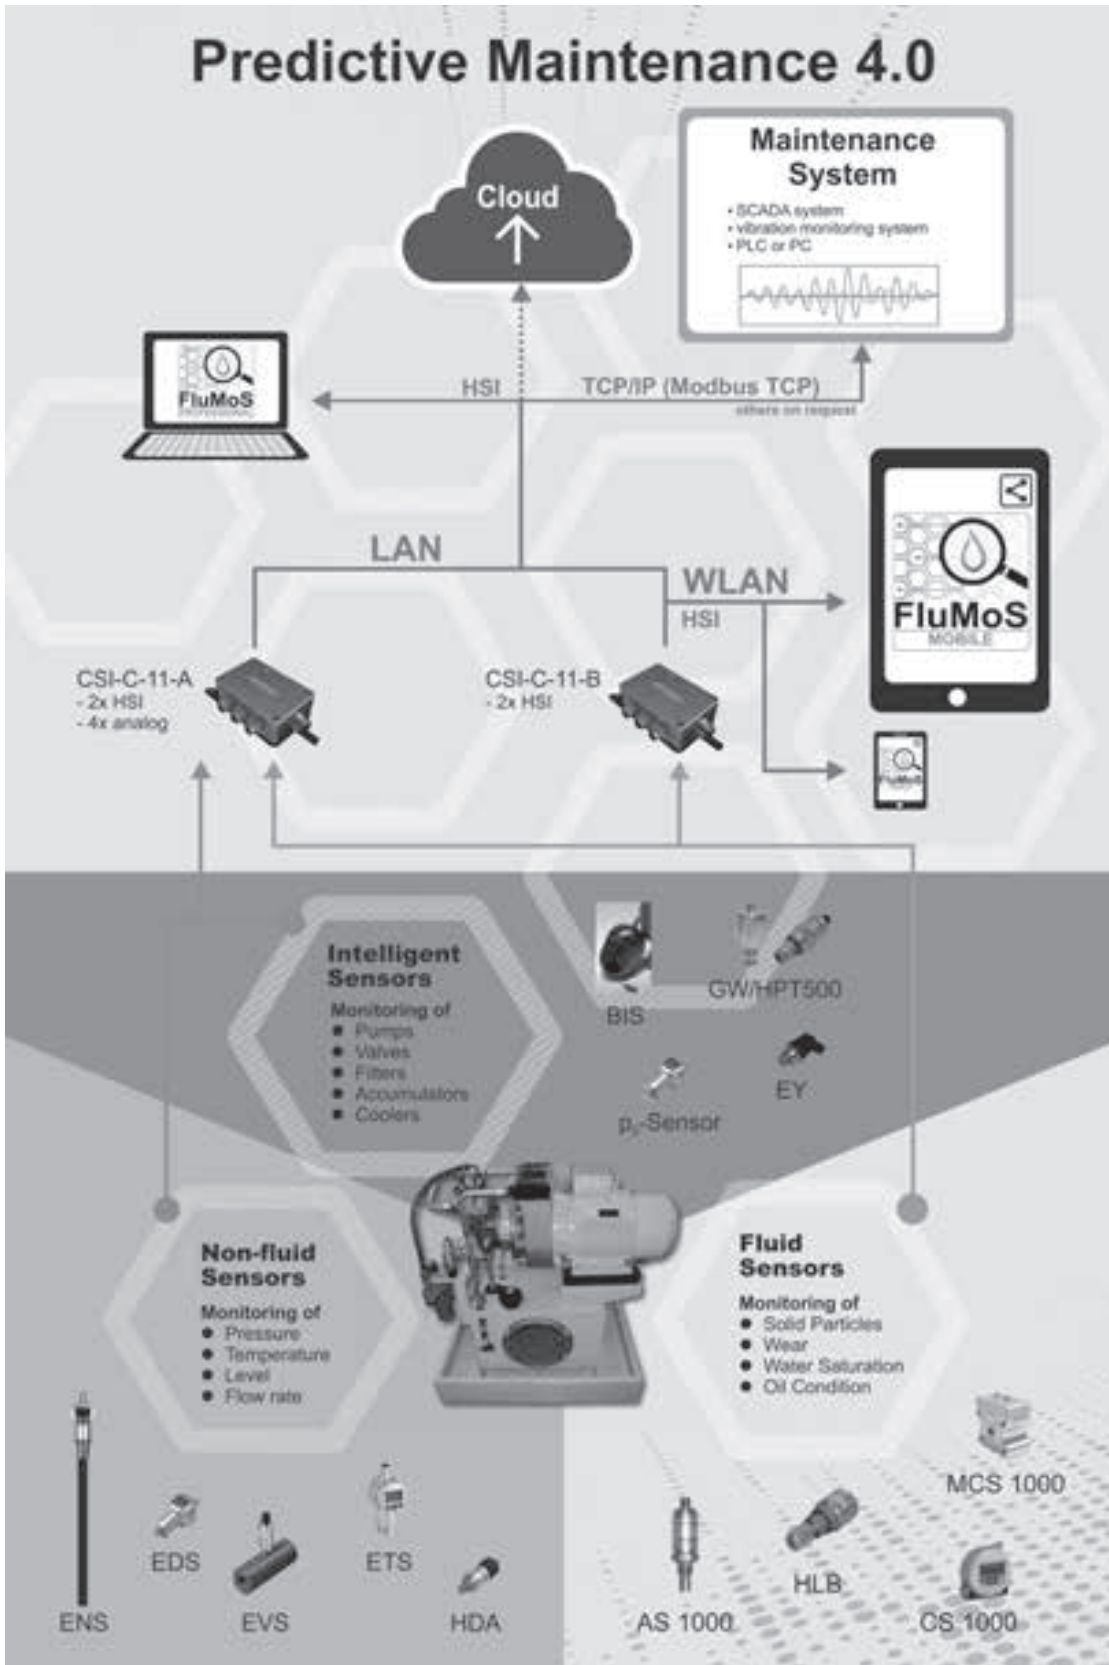 Predictive Maintenance 4.0
Cloud
Maintenance
System
• SCADA system
• vibration monitoring system
• PLC or PC
FluMoS
PROFESSIONAL
HSI
TCP/IP (Modbus TCP)
others on request
LAN
WLAN
HSI
FluMoS
MOBILE
CSI-C-11-A
- 2x HSI
- 4x analog
CSI-C-11-B
- 2x HSI
FluMoS
Intelligent
Sensors
Monitoring of
● Pumps
● Valves
● Filters
● Accumulators
● Coolers
BIS
GW/HPT500
-Sensor
EY
Non-fluid
Sensors
Monitoring of
● Pressure
● Temperature
● Level
● Flow rate
Fluid
Sensors
Monitoring of
● Solid Particles
● Wear
● Water Saturation
● Oil Condition
ENS
EDS
EVS
ETS
HDA
AS 1000
HLB
MCS 1000
CS 1000